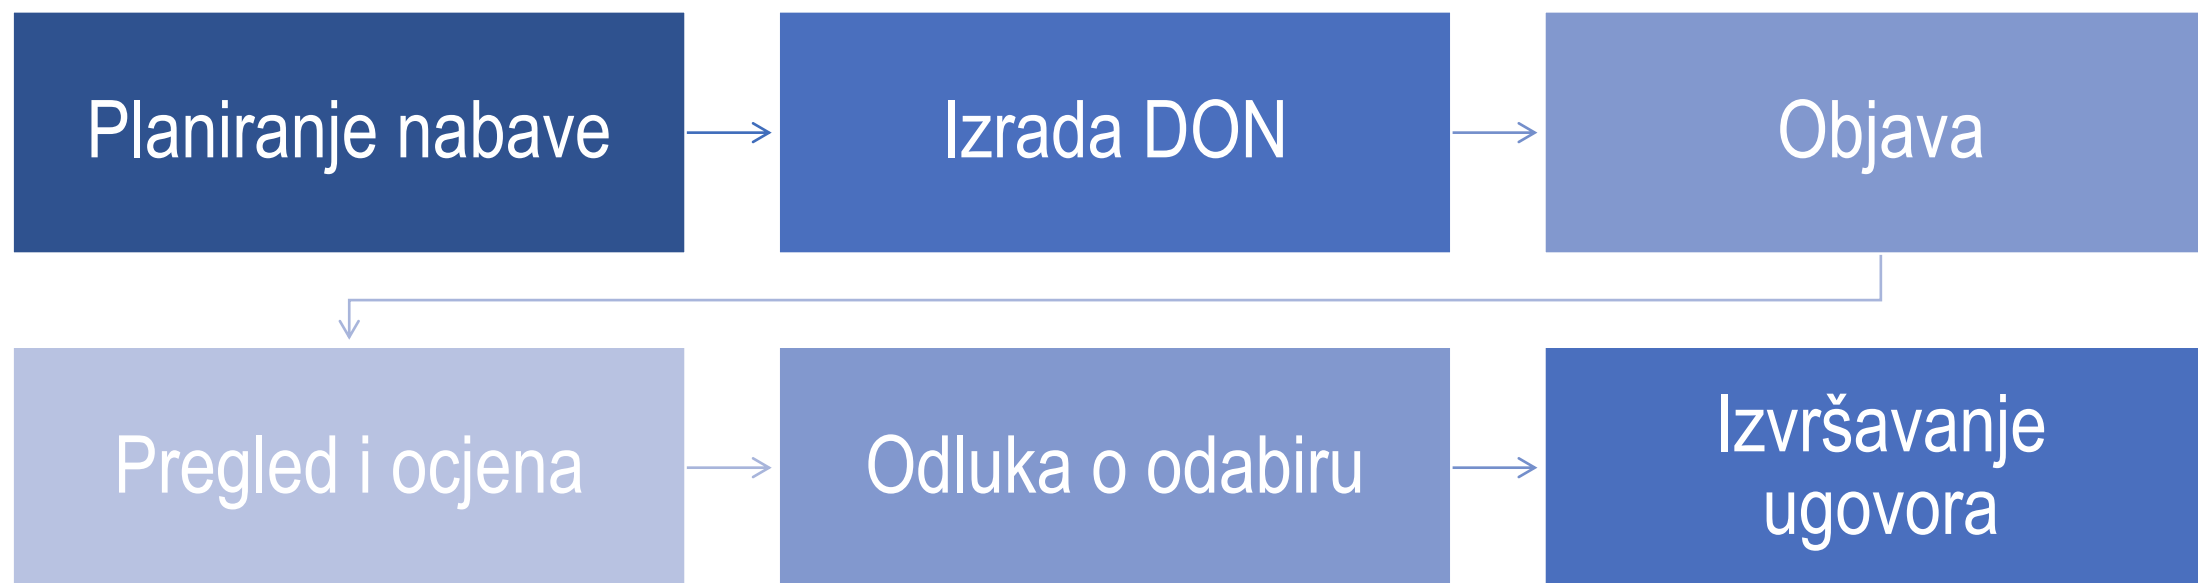 Planiranje nabave
Izrada DON
Objava
Pregled i ocjena
Odluka o odabiru
Izvršavanje
ugovora